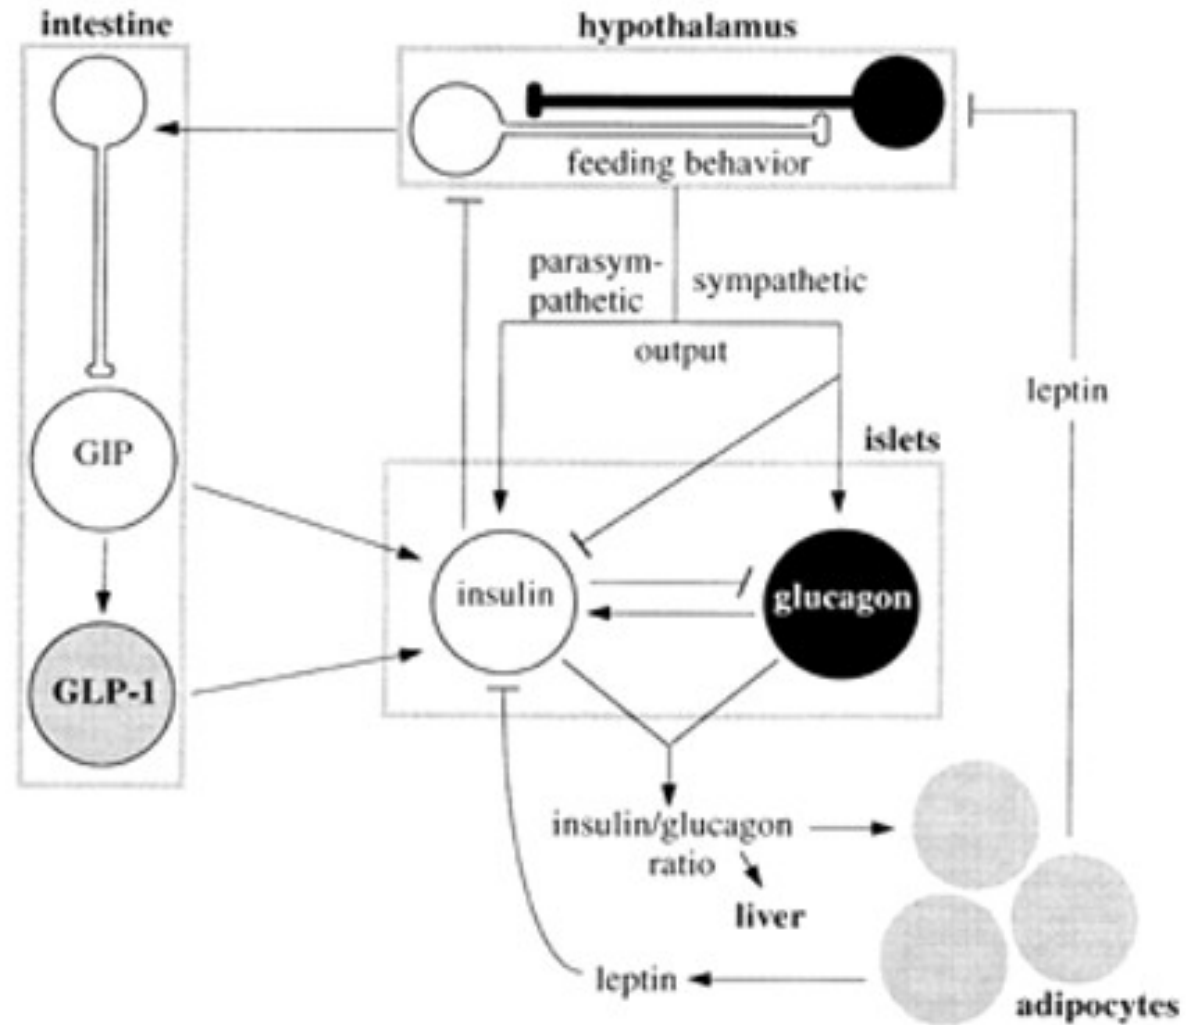 intestine
hypothalamus
feeding behavior
parasym-
pathetic
sympathetic
output
leptin
islets
GIP
insulin
glucagon
GLP-1
insulin/glucagon
ratio
liver
leptin
adipocytes